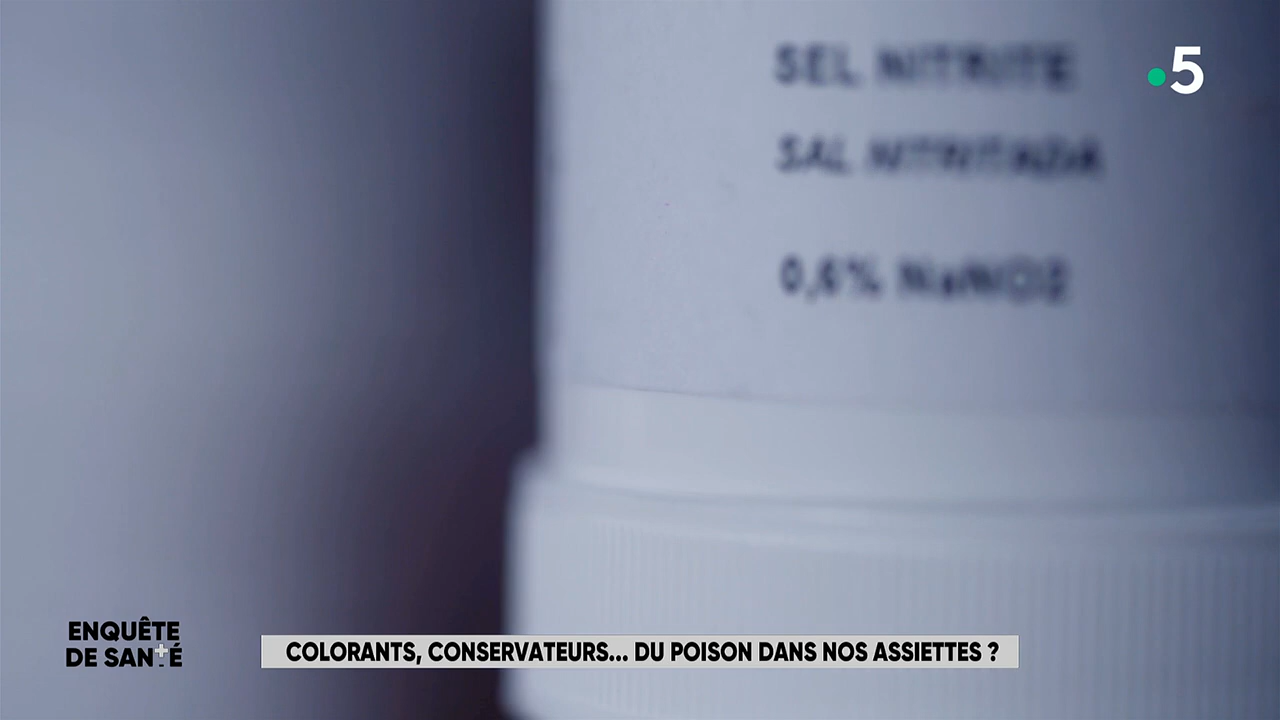 SEL NITRITE
SAL NITRITADA
0,6% NaNO2
5
ENQUÊTE
DE SANTÉ
COLORANTS, CONSERVATEURS... DU POISON DANS NOS ASSIETTES ?